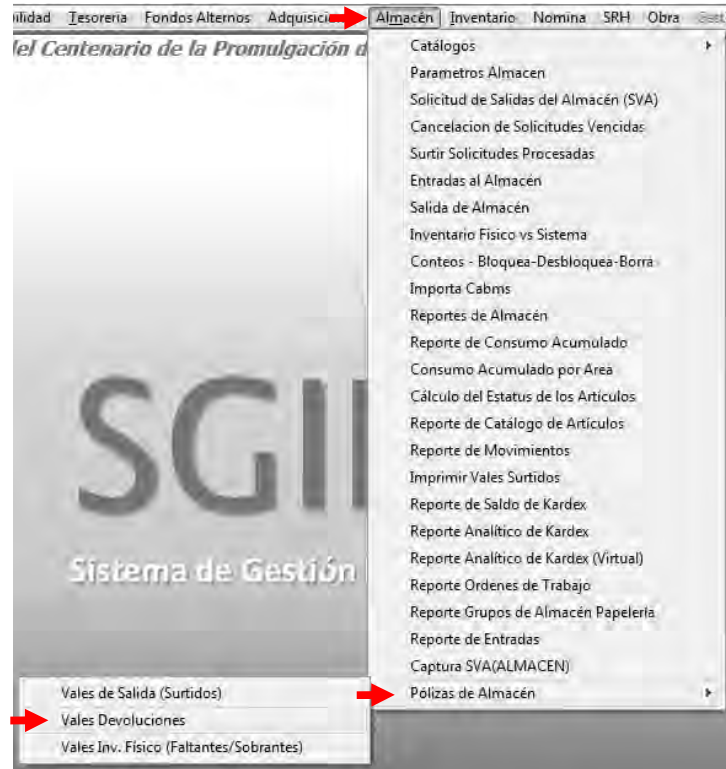 ilidad Tesoreria Fondos Alternos Adquisicio Almacén Inventario Nomina SRH Obra
del Centenario de la Promulgación d
Catálogos
Parametros Almacen
Solicitud de Salidas del Almacén (SVA)
Cancelacion de Solicitudes Vencidas
Surtir Solicitudes Procesadas
Entradas al Almacén
Salida de Almacén
Inventario Fisico vs Sistema
Conteos - Bloquea-Desbloquea-Borra
Importa Cabms
Reportes de Almacén
Reporte de Consumo Acumulado
Consumo Acumulado por Area
Cálculo del Estatus de los Artículos
Reporte de Catálogo de Artículos
Reporte de Movimientos
Imprimir Vales Surtidos
Reporte de Saldo de Kardex
Reporte Analítico de Kardex
Reporte Analítico de Kardex (Virtual)
Reporte Ordenes de Trabajo
Reporte Grupos de Almacén Papelería
Reporte de Entradas
Captura SVA(ALMACEN)
Pólizas de Almacén
SGI
Sistema de Gestión
Vales de Salida (Surtidos)
Vales Devoluciones
Vales Inv. Físico (Faltantes/Sobrantes)